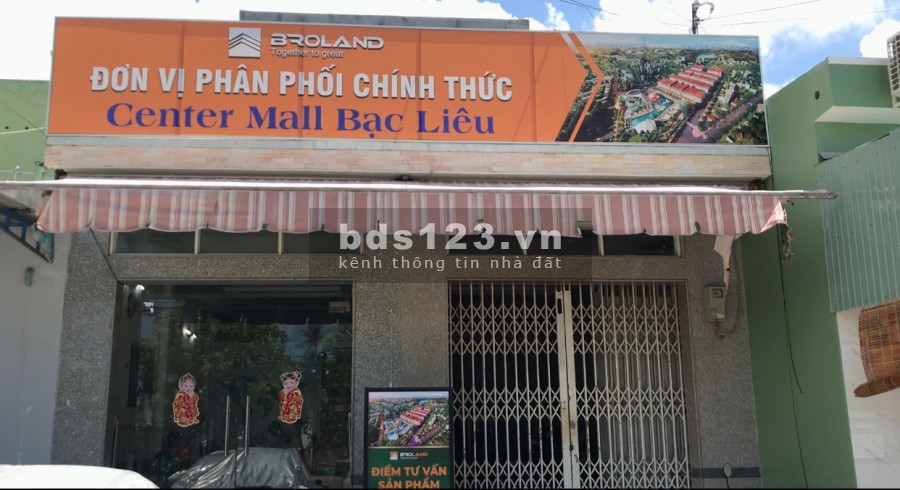 BROLAND
Together to great
ĐƠN VỊ PHÂN PHỐI CHÍNH THỨC
Center Mall Bạc Liêu
bds123.vn
kênh thông tin nhà đất
BROLAND
ĐIỂM TƯ VẤN
SẢN PHẨM